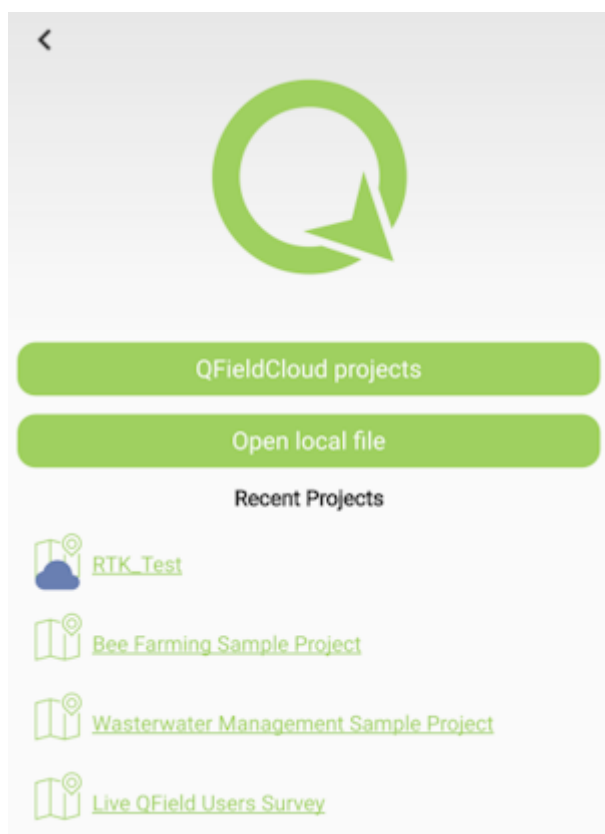 QFieldCloud projects
Open local file
Recent Projects
RTK_Test
Bee Farming Sample Project
Wasterwater Management Sample Project
Live QField Users Survey